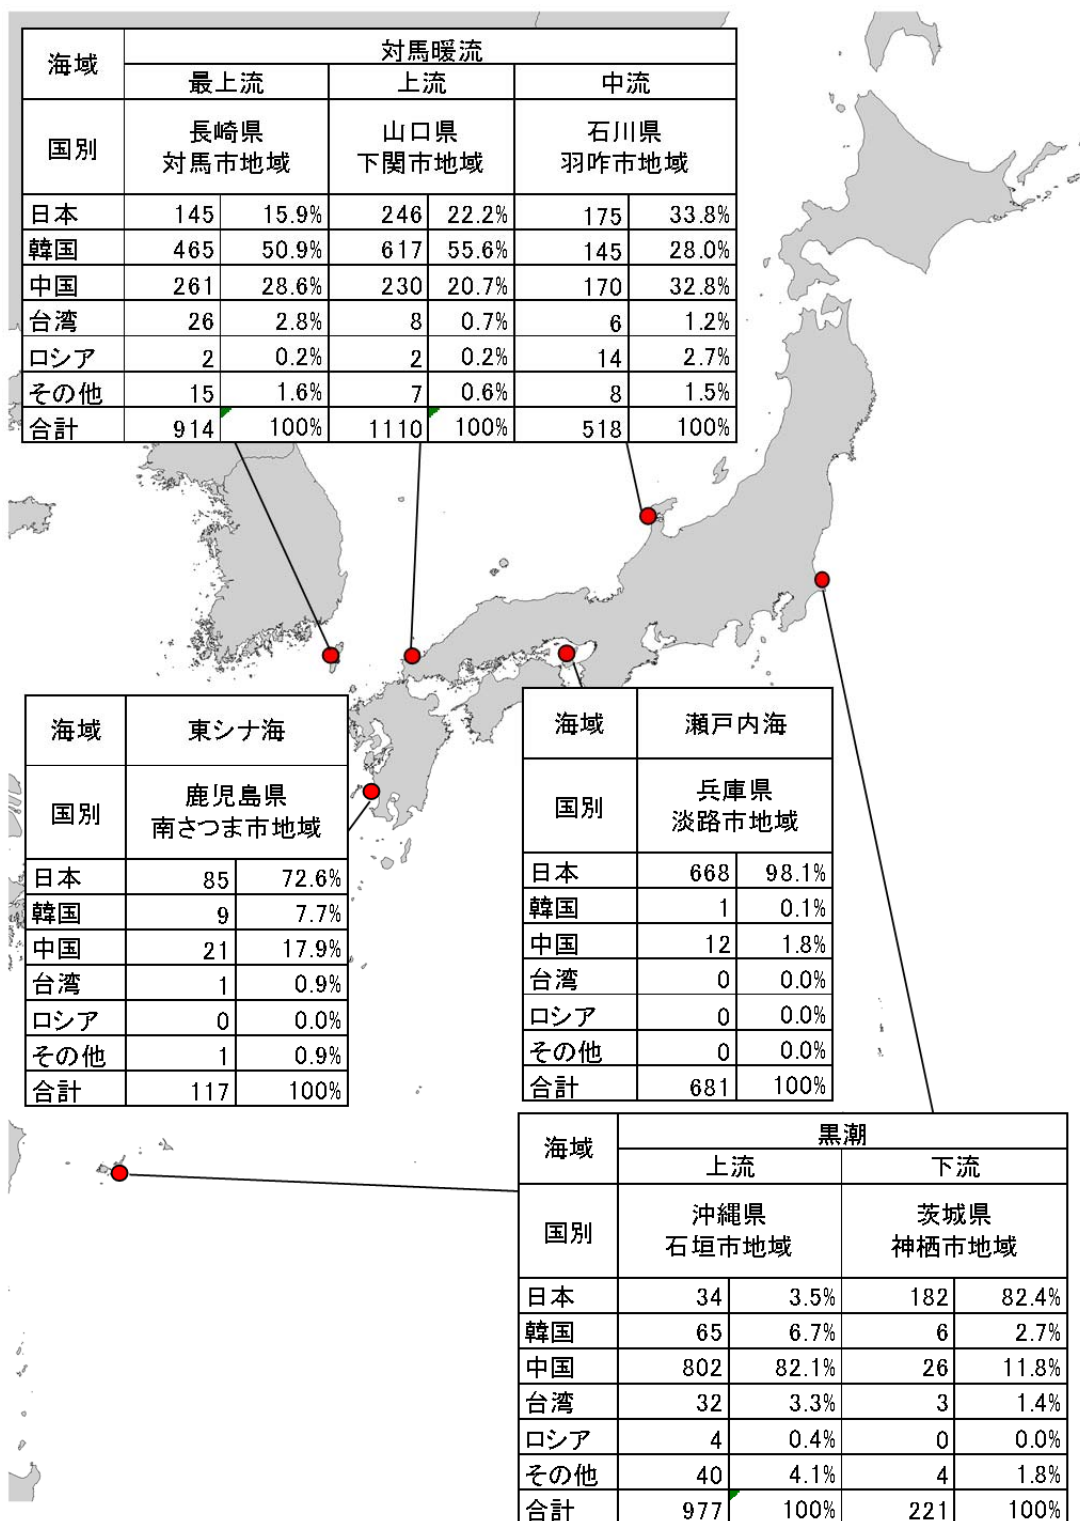 海域 対馬暖流
最上流 上流 中流
国別 長崎県 対馬市地域 山口県 下関市地域 石川県 羽咋市地域
日本 145 15.9% 246 22.2% 175 33.8%
韓国 465 50.9% 617 55.6% 145 28.0%
中国 261 28.6% 230 20.7% 170 32.8%
台湾 26 2.8% 8 0.7% 6 1.2%
ロシア 2 0.2% 2 0.2% 14 2.7%
その他 15 1.6% 7 0.6% 8 1.5%
合計 914 100% 1110 100% 518 100%
海域 東シナ海
国別 鹿児島県 南さつま市地域
日本 85 72.6%
韓国 9 7.7%
中国 21 17.9%
台湾 1 0.9%
ロシア 0 0.0%
その他 1 0.9%
合計 117 100%
海域 瀬戸内海
国別 兵庫県 淡路市地域
日本 668 98.1%
韓国 1 0.1%
中国 12 1.8%
台湾 0 0.0%
ロシア 0 0.0%
その他 0 0.0%
合計 681 100%
海域 黒潮
上流 下流
国別 沖縄県 石垣市地域 茨城県 神栖市地域
日本 34 3.5% 182 82.4%
韓国 65 6.7% 6 2.7%
中国 802 82.1% 26 11.8%
台湾 32 3.3% 3 1.4%
ロシア 4 0.4% 0 0.0%
その他 40 4.1% 4 1.8%
合計 977 100% 221 100%